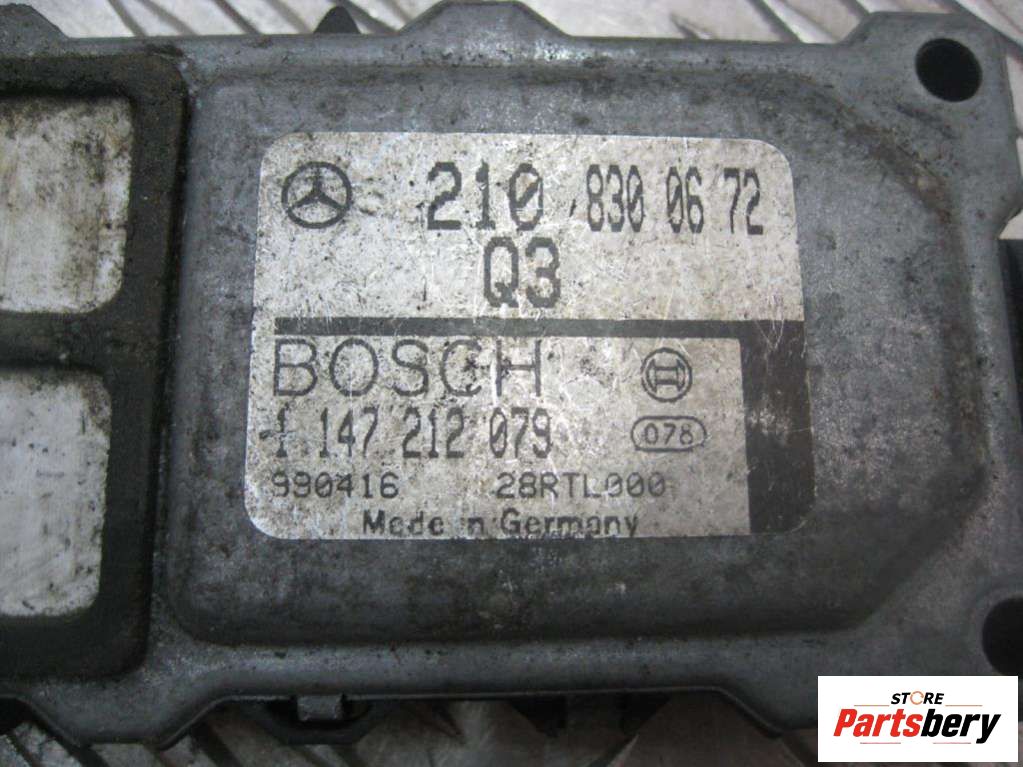 210 830 06 72
Q3
BOSCH
1 147 212 079
078
990416 28RTL000
Made in Germany
STORE
Partsbery